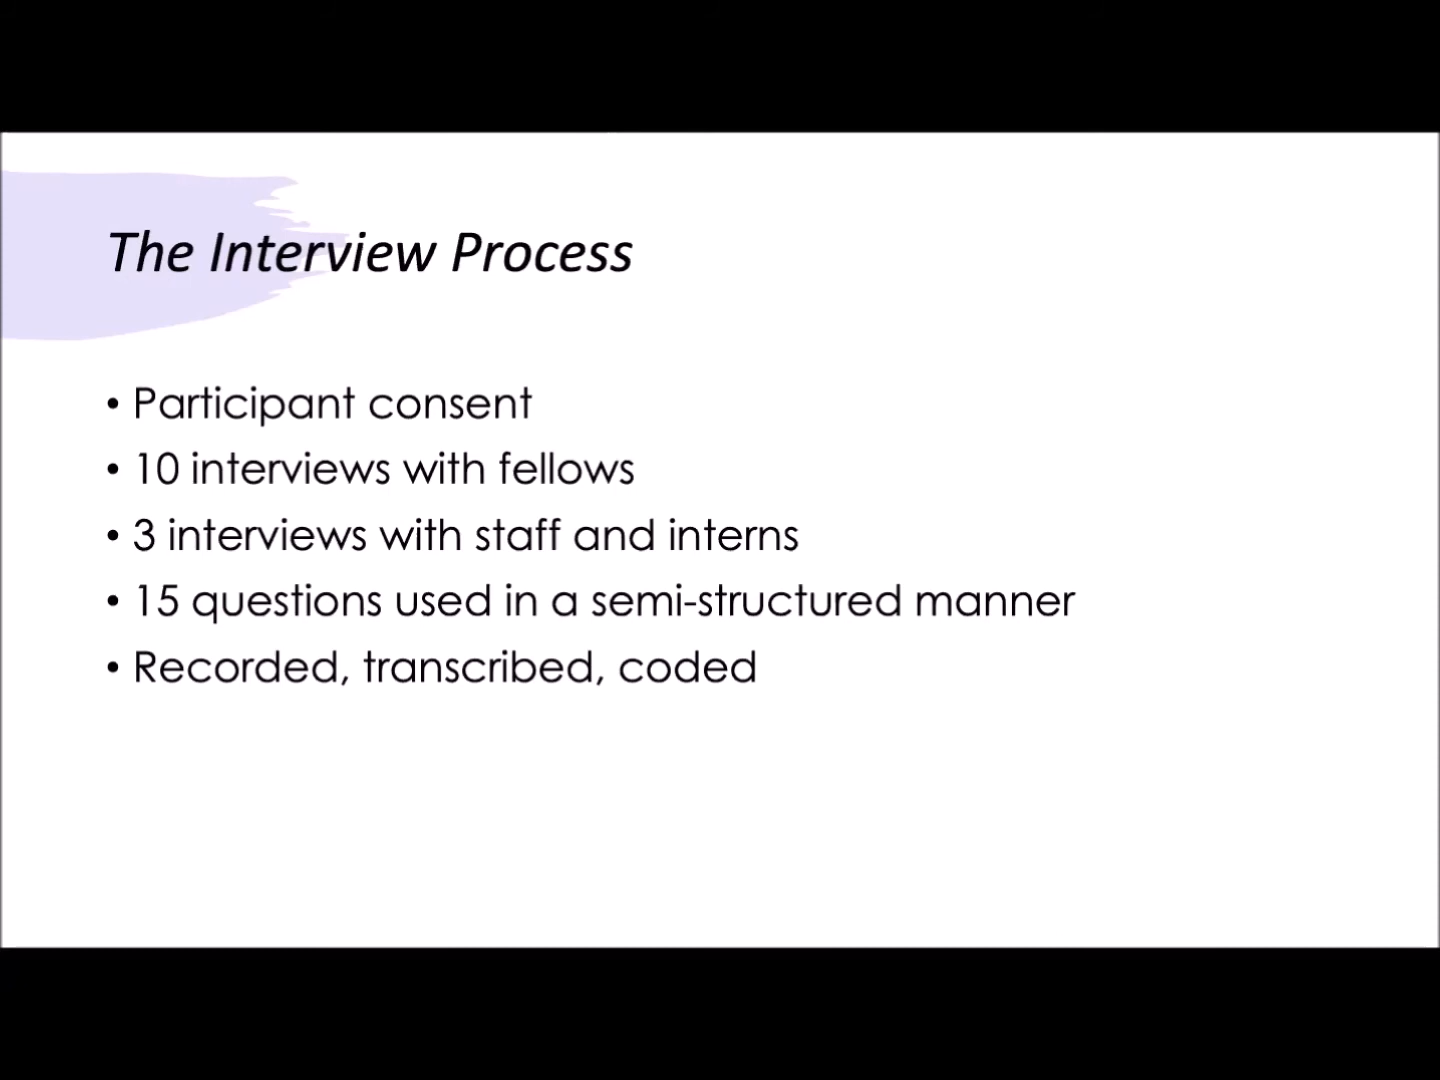 The Interview Process
• Participant consent
• 10 interviews with fellows
• 3 interviews with staff and interns
• 15 questions used in a semi-structured manner
• Recorded, transcribed, coded